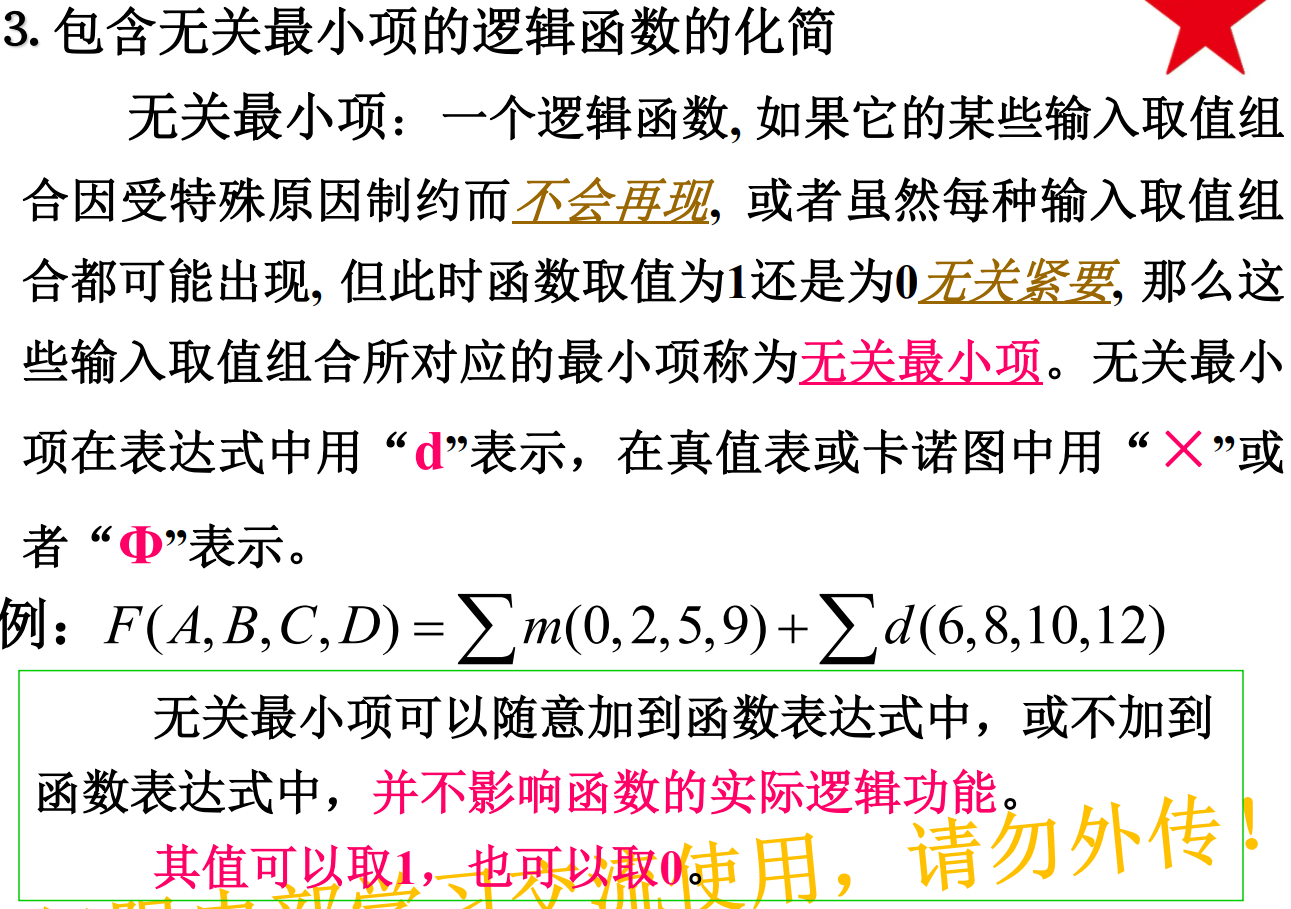 3. 包含无关最小项的逻辑函数的化简
无关最小项：一个逻辑函数, 如果它的某些输入取值组
合因受特殊原因制约而不会再现, 或者虽然每种输入取值组
合都可能出现, 但此时函数取值为1还是为0无关紧要, 那么这
些输入取值组合所对应的最小项称为无关最小项。无关最小
项在表达式中用“d”表示，在真值表或卡诺图中用“×”或
者“Φ”表示。
例：F(A,B,C,D) = ∑m(0,2,5,9) + ∑d(6,8,10,12)
无关最小项可以随意加到函数表达式中，或不加到
函数表达式中，并不影响函数的实际逻辑功能。
其值可以取1，也可以取0。
学习交流使用，请勿外传！